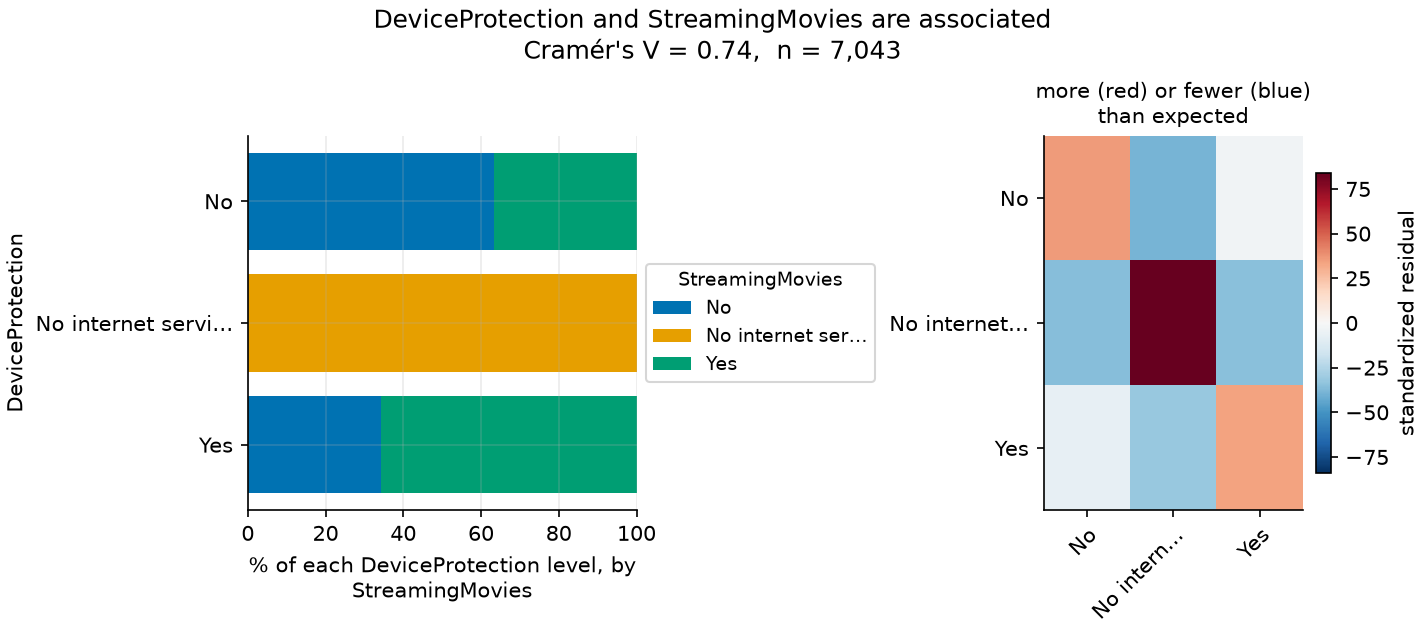 DeviceProtection and StreamingMovies are associated
Cramér's V = 0.74,  n = 7,043
DeviceProtection
No
No internet servi...
Yes
0 20 40 60 80 100
% of each DeviceProtection level, by
StreamingMovies
StreamingMovies
No
No internet ser...
Yes
more (red) or fewer (blue)
than expected
No
No internet...
Yes
No
No intern...
Yes
75
50
25
0
−25
−50
−75
standardized residual